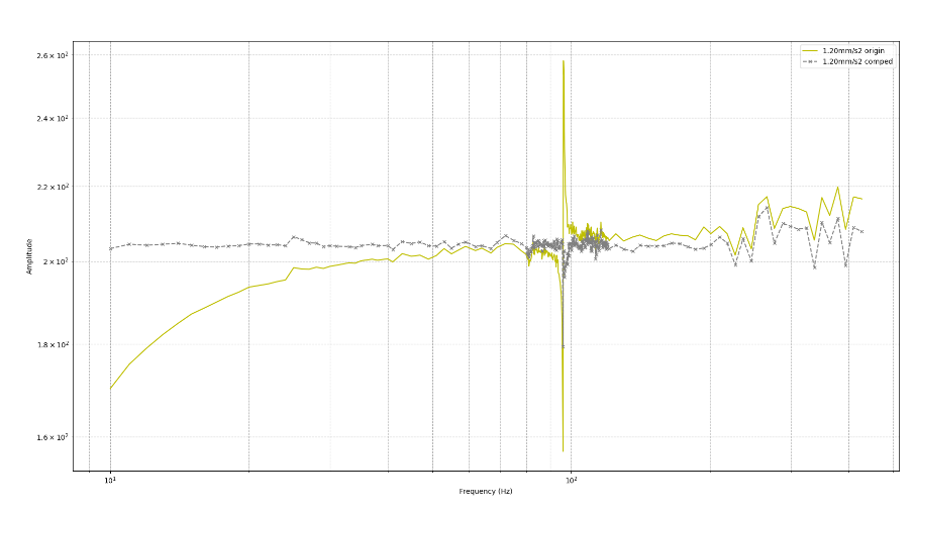 2.6 × 10²
2.4 × 10²
2.2 × 10²
2 × 10²
1.8 × 10²
1.6 × 10²
Amplitude
10¹
10²
Frequency (Hz)
1.20mm/s2 origin
1.20mm/s2 comped